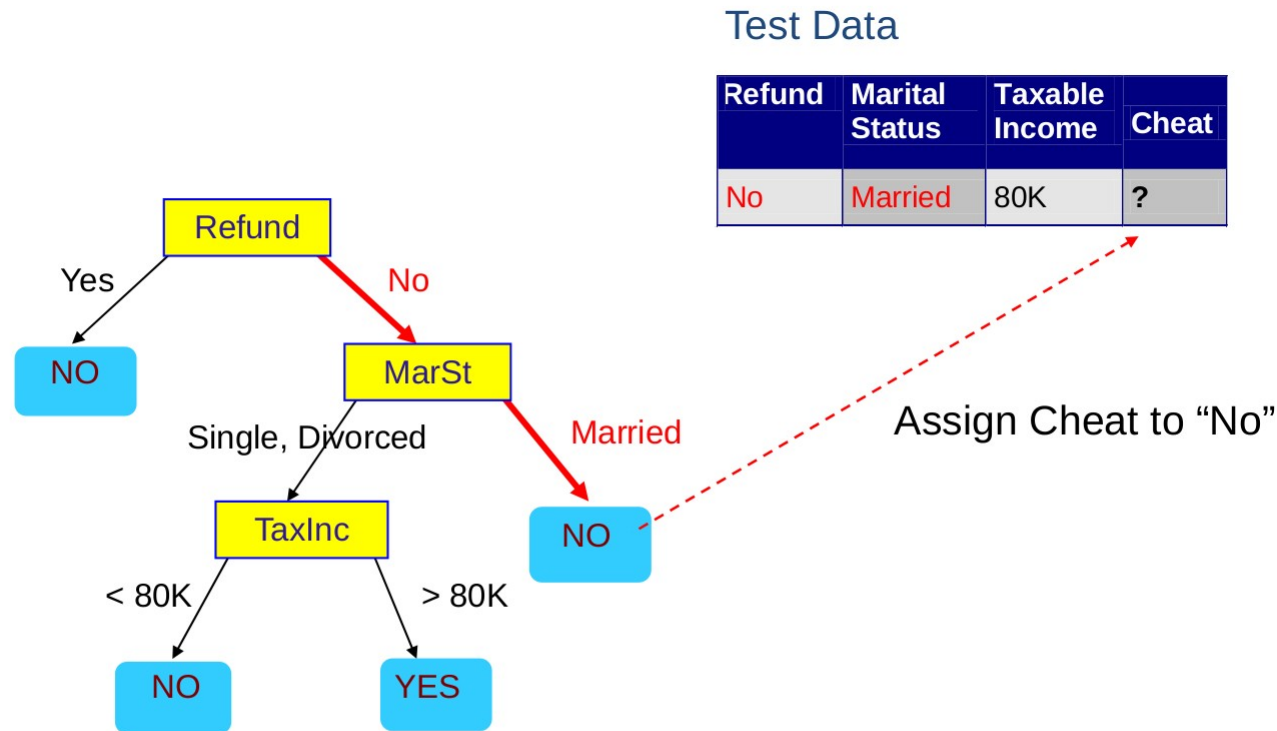 Test Data
Refund Marital Status Taxable Income Cheat
No Married 80K ?
Refund
Yes No
NO MarSt
Single, Divorced Married
Assign Cheat to “No”
TaxInc NO
< 80K > 80K
NO YES